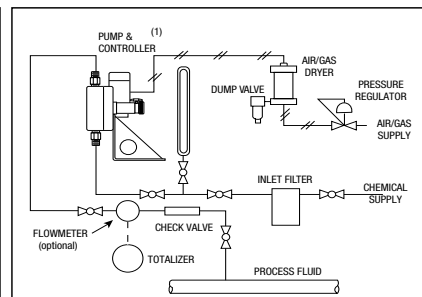 PUMP &
CONTROLLER
(1)
AIR/GAS
DRYER
DUMP VALVE
PRESSURE
REGULATOR
AIR/GAS
SUPPLY
INLET FILTER
CHEMICAL
SUPPLY
FLOWMETER
(optional)
CHECK VALVE
TOTALIZER
PROCESS FLUID